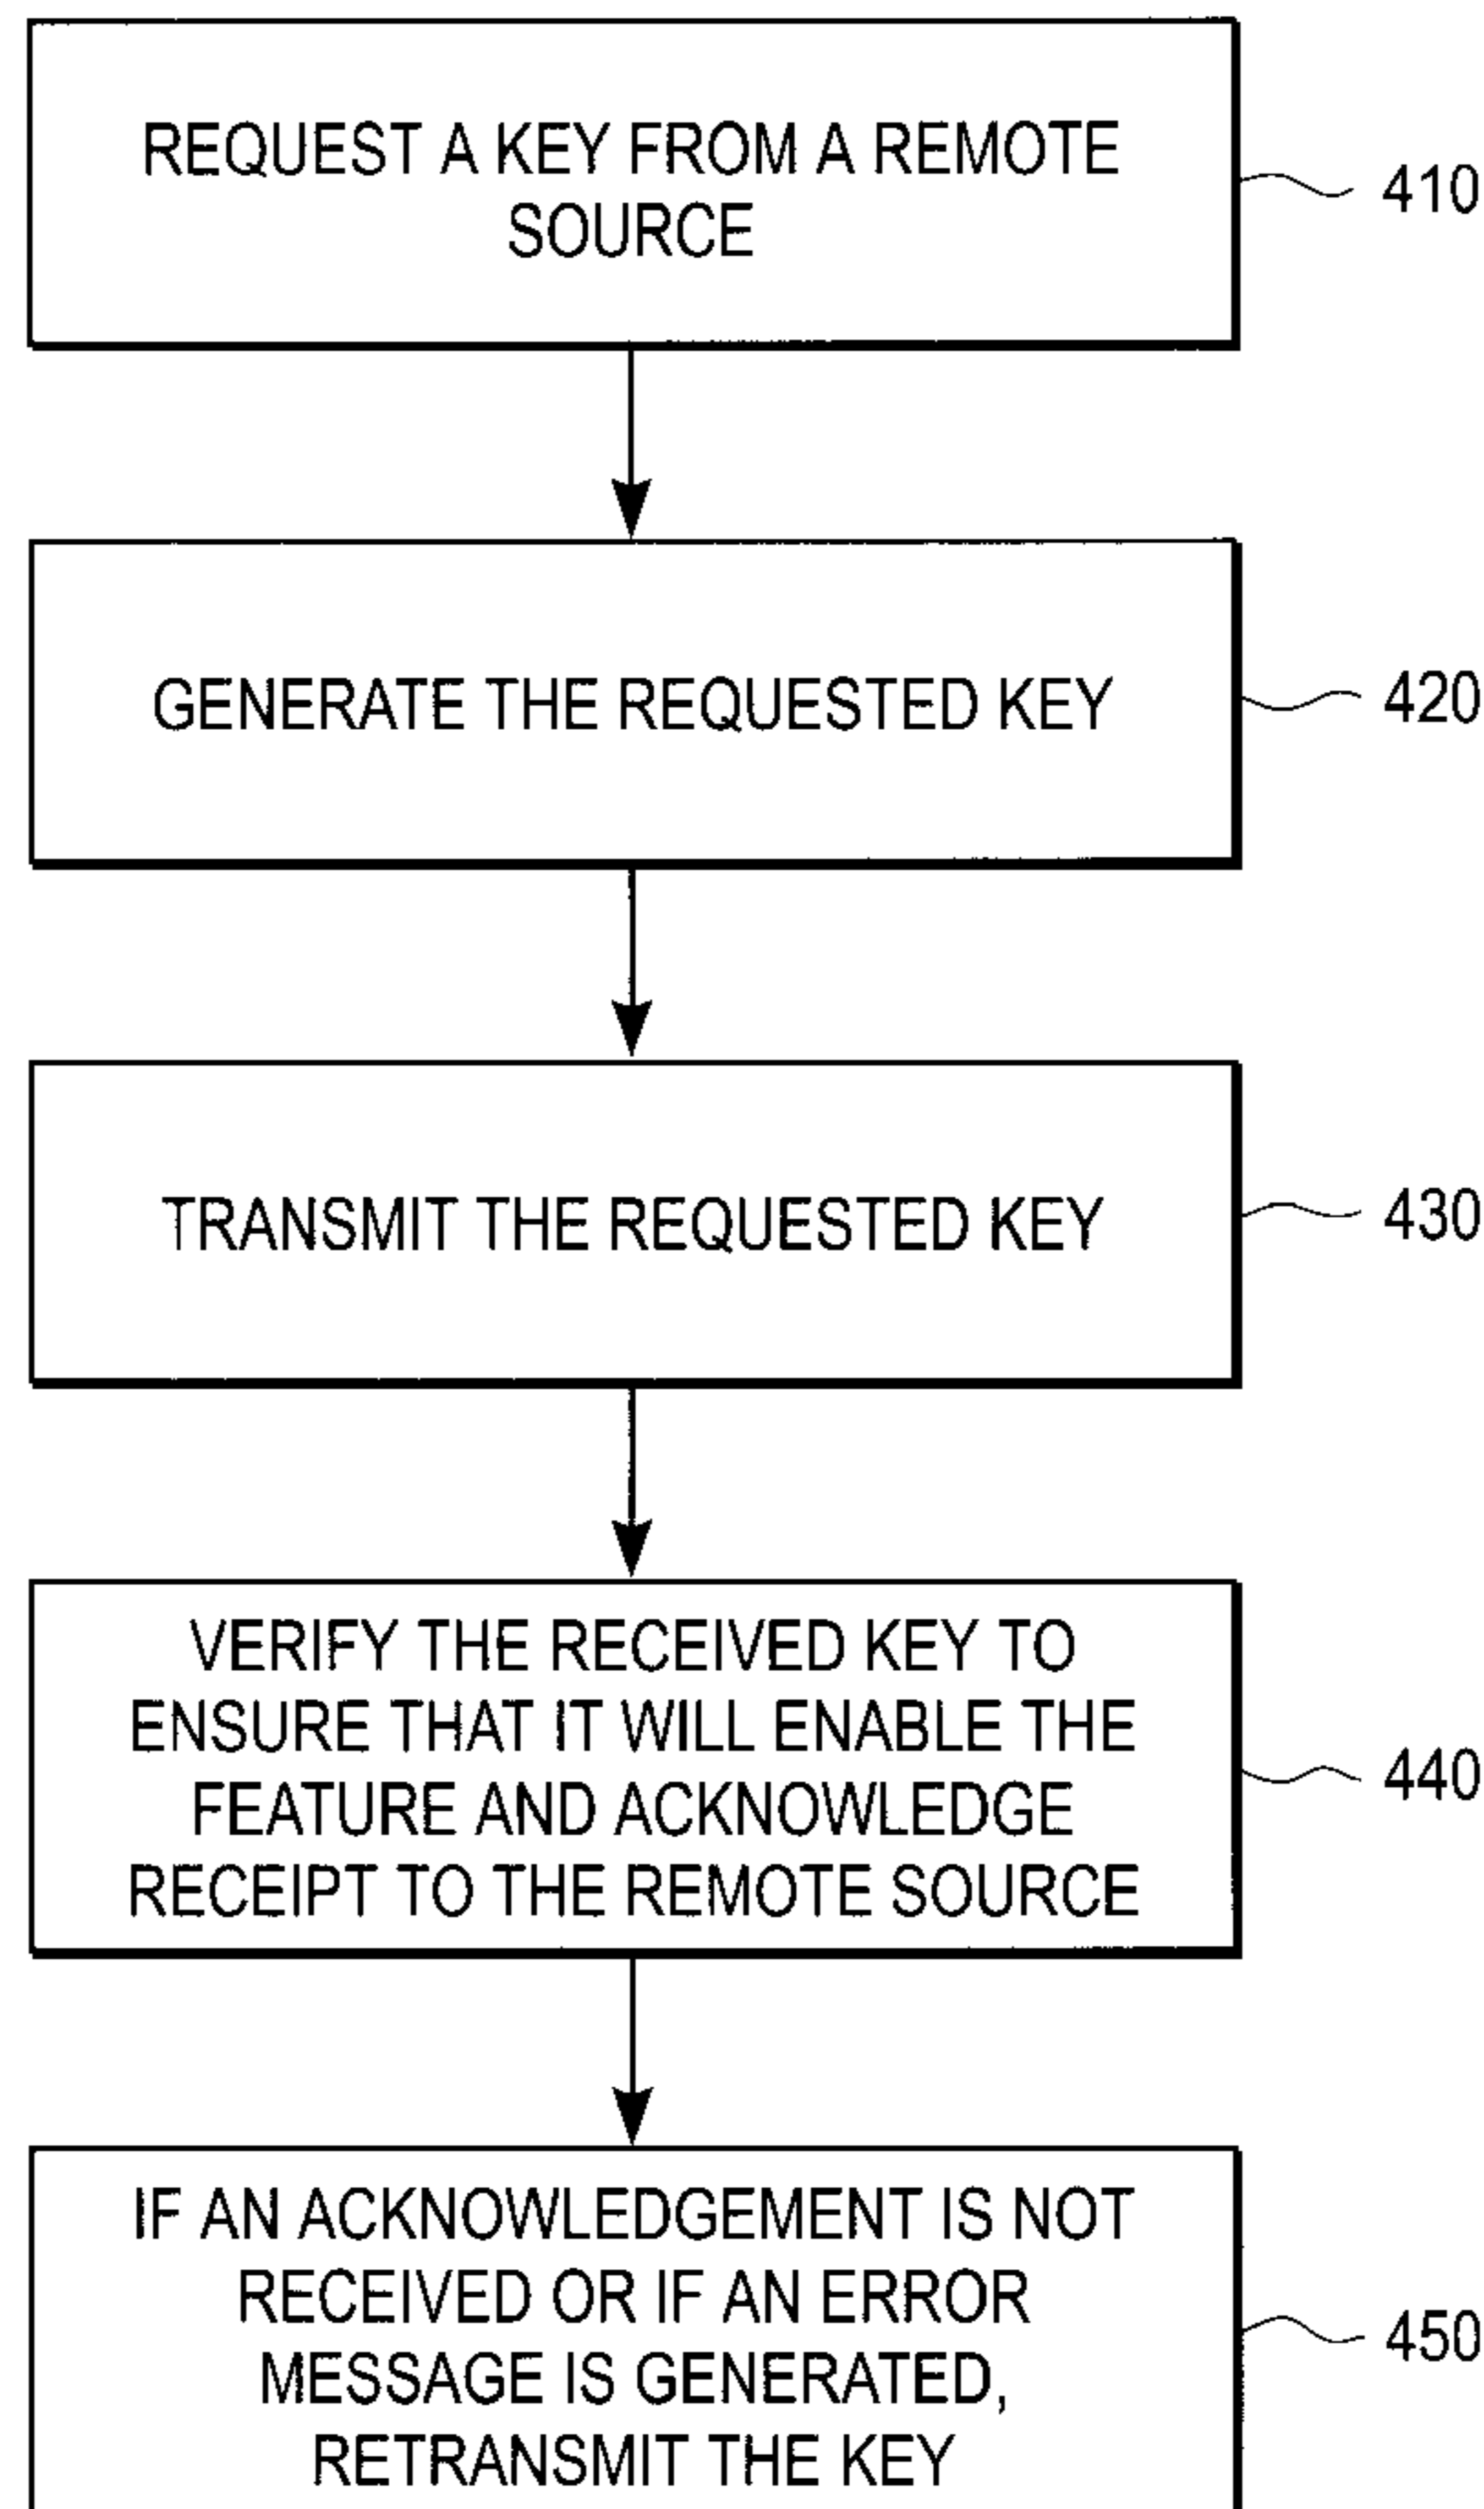 REQUEST A KEY FROM A REMOTE
SOURCE
410
GENERATE THE REQUESTED KEY
420
TRANSMIT THE REQUESTED KEY
430
VERIFY THE RECEIVED KEY TO
ENSURE THAT IT WILL ENABLE THE
FEATURE AND ACKNOWLEDGE
RECEIPT TO THE REMOTE SOURCE
440
IF AN ACKNOWLEDGEMENT IS NOT
RECEIVED OR IF AN ERROR
MESSAGE IS GENERATED,
RETRANSMIT THE KEY
450